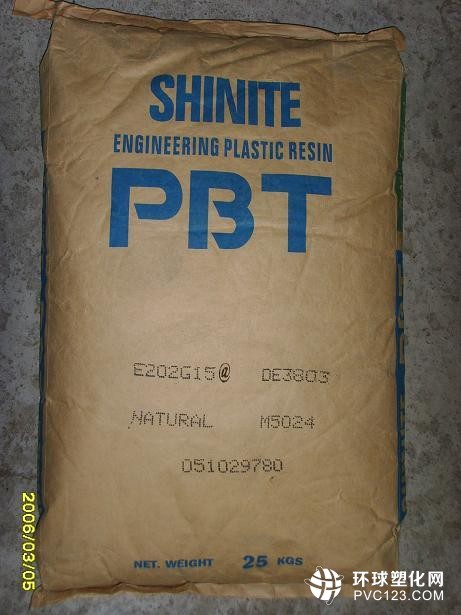 SHINITE
ENGINEERING PLASTIC RESIN
PBT
E202G15@ DE3803
NATURAL M5024
051029780
NET. WEIGHT 25 KGS
2006/03/05
环球塑化网
PVC123.COM